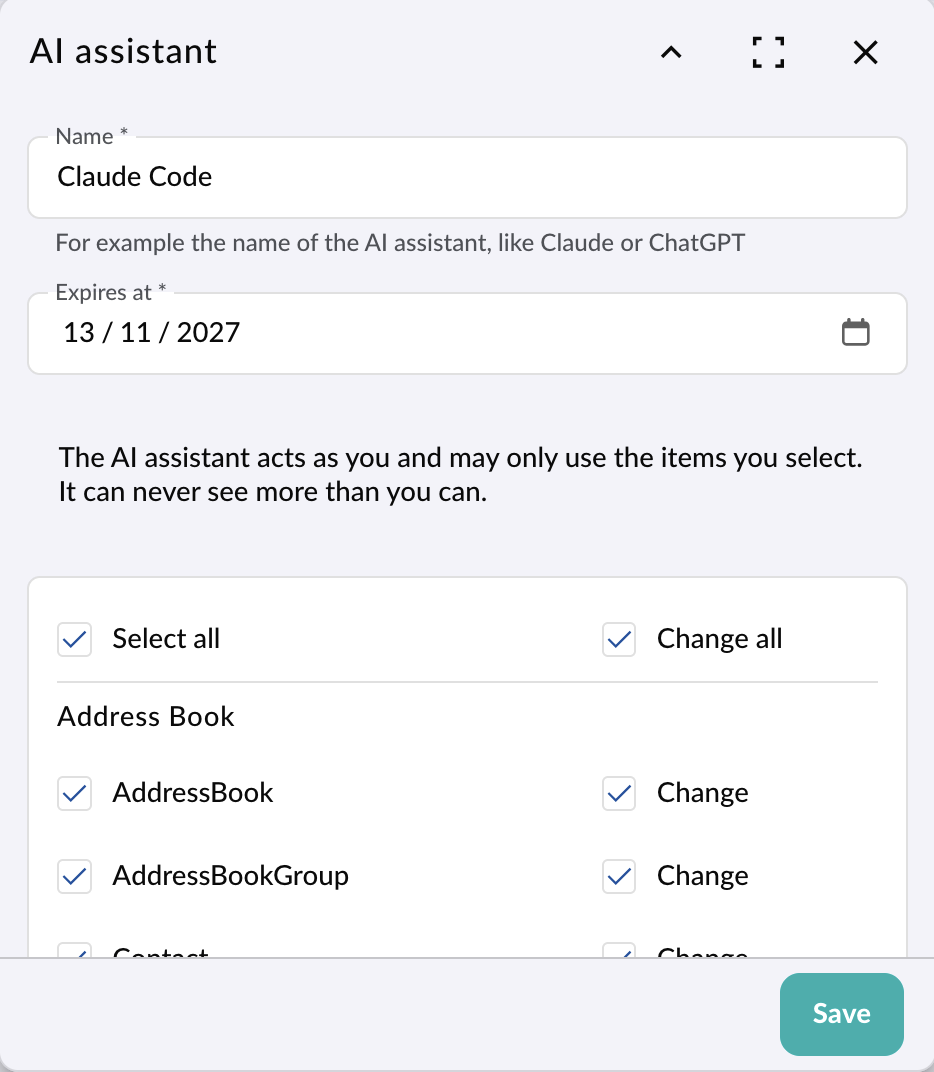 AI assistant
Name *
Claude Code
For example the name of the AI assistant, like Claude or ChatGPT
Expires at *
13 / 11 / 2027
The AI assistant acts as you and may only use the items you select.
It can never see more than you can.
Select all Change all
Address Book
AddressBook Change
AddressBookGroup Change
Contact Change
Save